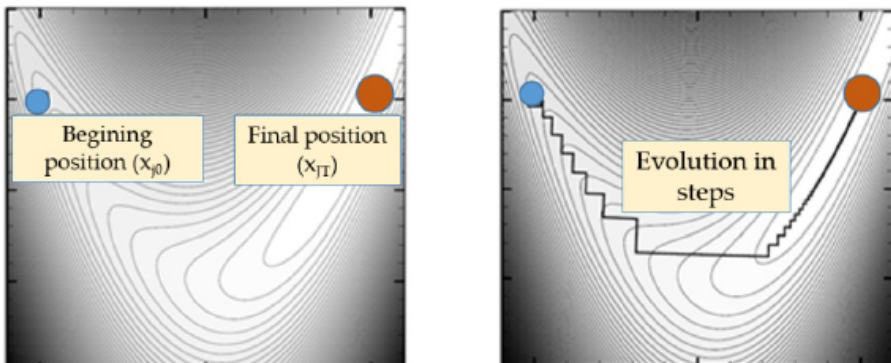 Begining
position (xj0)
Final position
(xJT)
Evolution in
steps